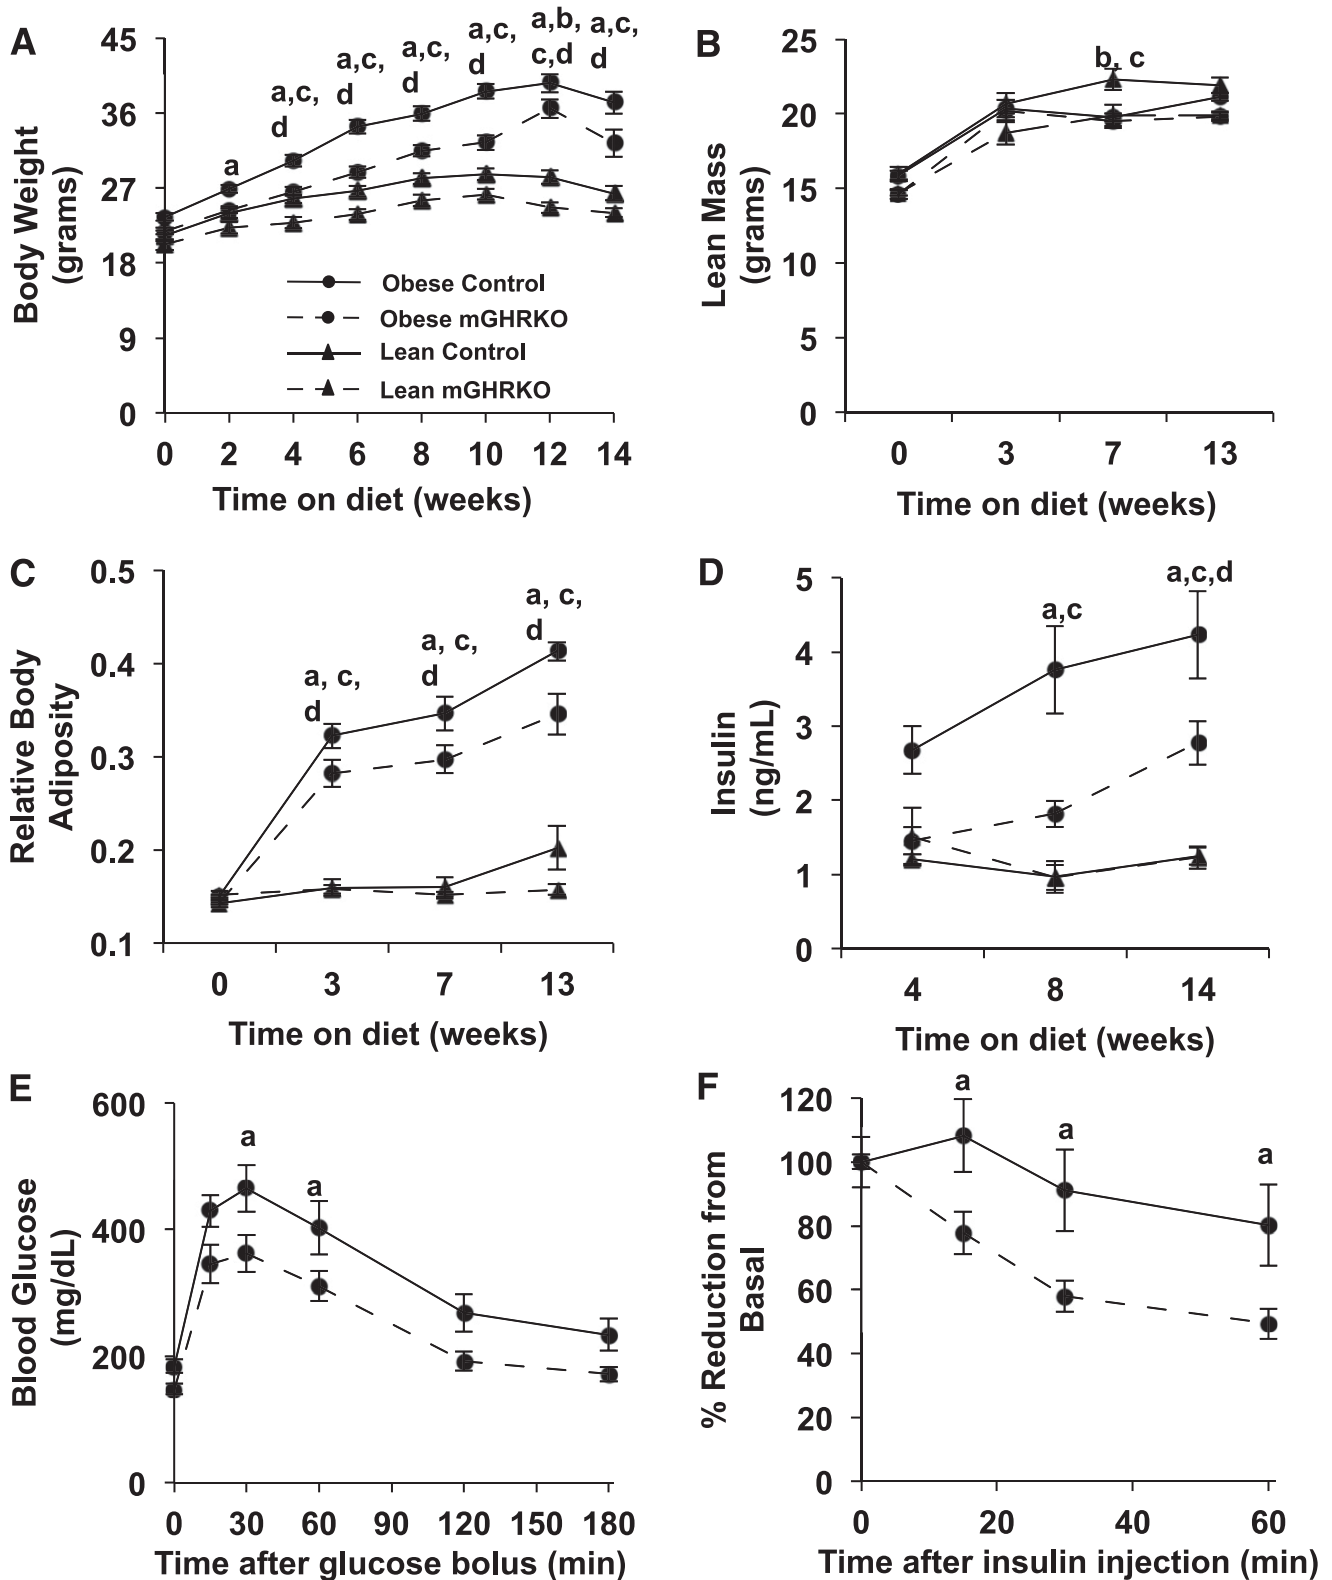 A
45
36
27
18
9
0
Body Weight
(grams)
a
a,c,
d
a,c,
d
a,c,
d
a,c,
d
a,b,
c,d
a,c,
d
Obese Control
Obese mGHRKO
Lean Control
Lean mGHRKO
0 2 4 6 8 10 12 14
Time on diet (weeks)
B
25
20
15
10
5
0
Lean Mass
(grams)
b, c
0 3 7 13
Time on diet (weeks)
C
0.5
0.4
0.3
0.2
0.1
Relative Body
Adiposity
a, c,
d
a, c,
d
a, c,
d
0 3 7 13
Time on diet (weeks)
D
5
4
3
2
1
0
Insulin
(ng/mL)
a,c
a,c,d
4 8 14
Time on diet (weeks)
E
600
400
200
0
Blood Glucose
(mg/dL)
a
a
0 30 60 90 120 150 180
Time after glucose bolus (min)
F
120
100
80
60
40
20
0
% Reduction from
Basal
a
a
a
0 20 40 60
Time after insulin injection (min)